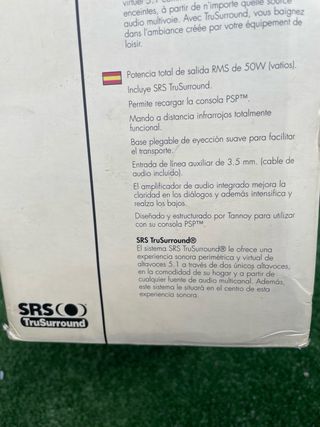 virtuel 5.1
enceintes, à partir de n'importe quelle source
audio multivoie. Avec TruSurround, vous baignez
dans l'ambiance créée par votre équipement de
loisir.
Potencia total de salida RMS de 50W (vatios).
Incluye SRS TruSurround.
Permite recargar la consola PSP™.
Mando a distancia infrarrojos totalmente
funcional.
Base plegable de eyección suave para facilitar
el transporte.
Entrada de línea auxiliar de 3.5 mm. (cable de
audio incluido).
El amplificador de audio integrado mejora la
claridad en los diálogos y además intensifica y
realza los bajos.
Diseñado y estructurado por Tannoy para utilizar
con su consola PSP™.
SRS TruSurround®
El sistema SRS TruSurround® le ofrece una
experiencia sonora perimétrica y virtual de
altavoces 5.1 a través de dos únicos altavoces,
en la comodidad de su hogar y a partir de
cualquier fuente de audio multicanal. Además,
este sistema le situará en el centro de esta
experiencia sonora.
SRS
TruSurround